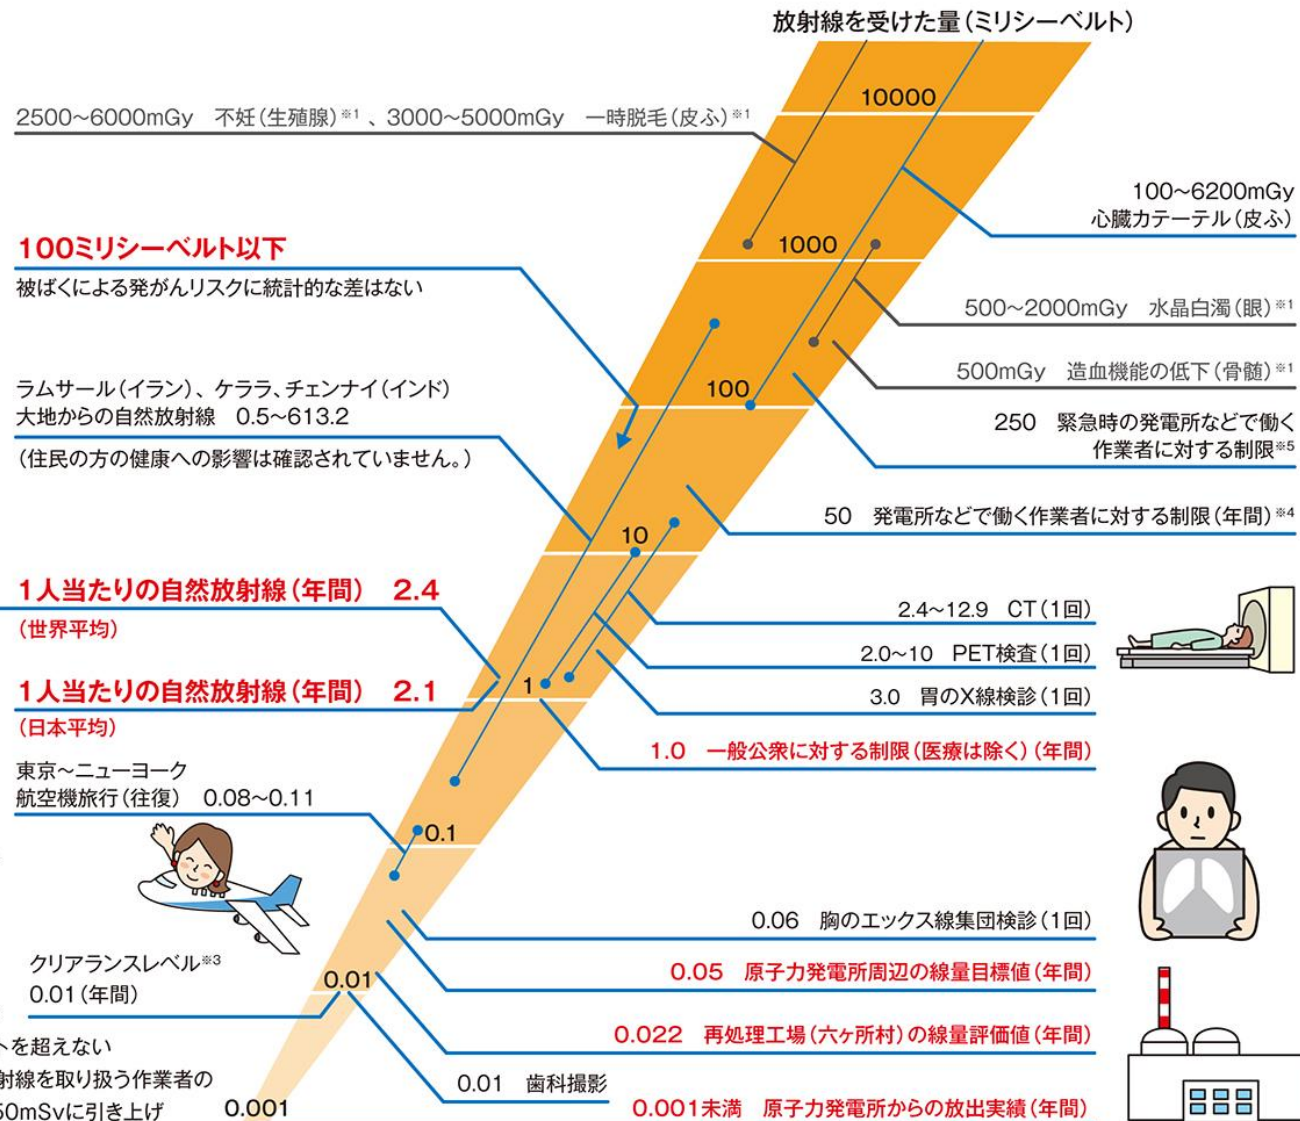 放射線を受けた量（ミリシーベルト）
10000
2500～6000mGy　不妊（生殖腺）※1 、3000～5000mGy　一時脱毛（皮ふ）※1
100～6200mGy
心臓カテーテル（皮ふ）
1000
100ミリシーベルト以下
被ばくによる発がんリスクに統計的な差はない
500～2000mGy　水晶白濁（眼）※1
500mGy　造血機能の低下（骨髄）※1
ラムサール（イラン）、ケララ、チェンナイ（インド）
大地からの自然放射線　0.5～613.2
（住民の方の健康への影響は確認されていません。）
100
250　緊急時の発電所などで働く
作業者に対する制限※5
50　発電所などで働く作業者に対する制限（年間）※4
10
1人当たりの自然放射線（年間）　2.4
（世界平均）
2.4～12.9　CT（1回）
2.0～10　PET検査（1回）
1人当たりの自然放射線（年間）　2.1
（日本平均）
1
3.0　胃のX線検診（1回）
1.0　一般公衆に対する制限（医療は除く）（年間）
東京～ニューヨーク
航空機旅行（往復）　0.08～0.11
0.1
0.06　胸のエックス線集団検診（1回）
クリアランスレベル※3
0.01（年間）
0.01
0.05　原子力発電所周辺の線量目標値（年間）
0.022　再処理工場（六ヶ所村）の線量評価値（年間）
トを超えない
射線を取り扱う作業者の
50mSvに引き上げ
0.01　歯科撮影
0.001
0.001未満　原子力発電所からの放出実績（年間）